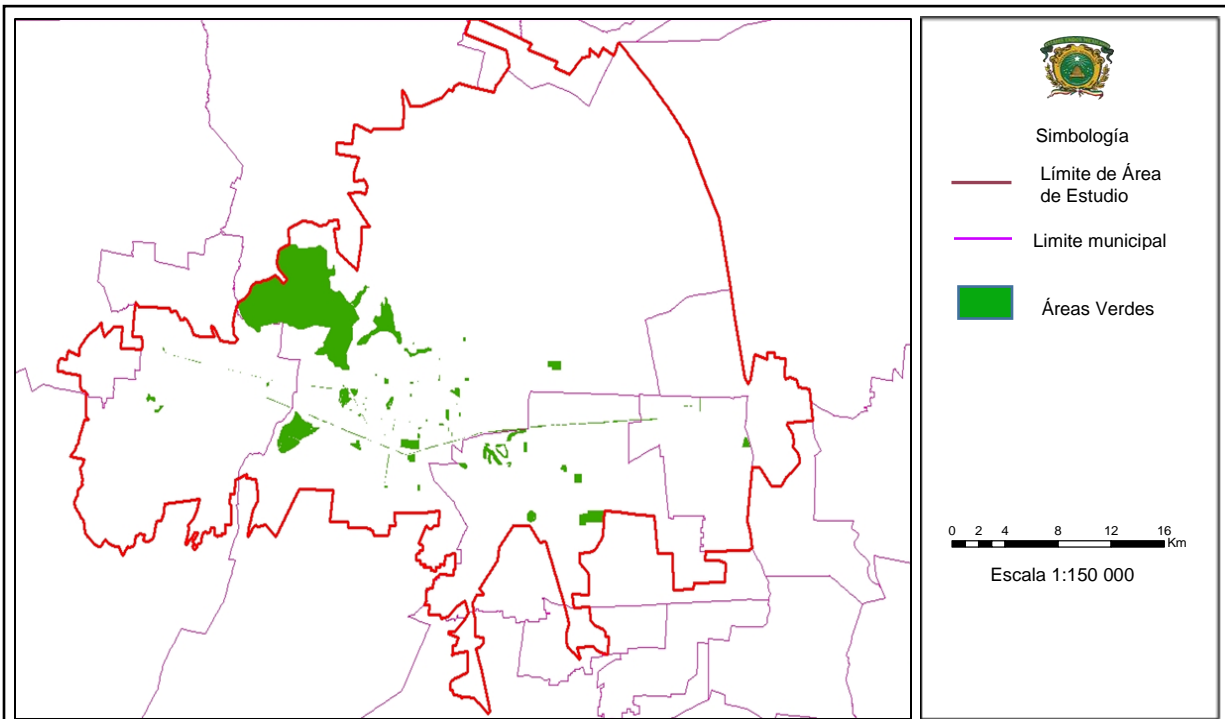 Simbología
Límite de Área
de Estudio
Limite municipal
Áreas Verdes
0 2 4 8 12 16
Km
Escala 1:150 000